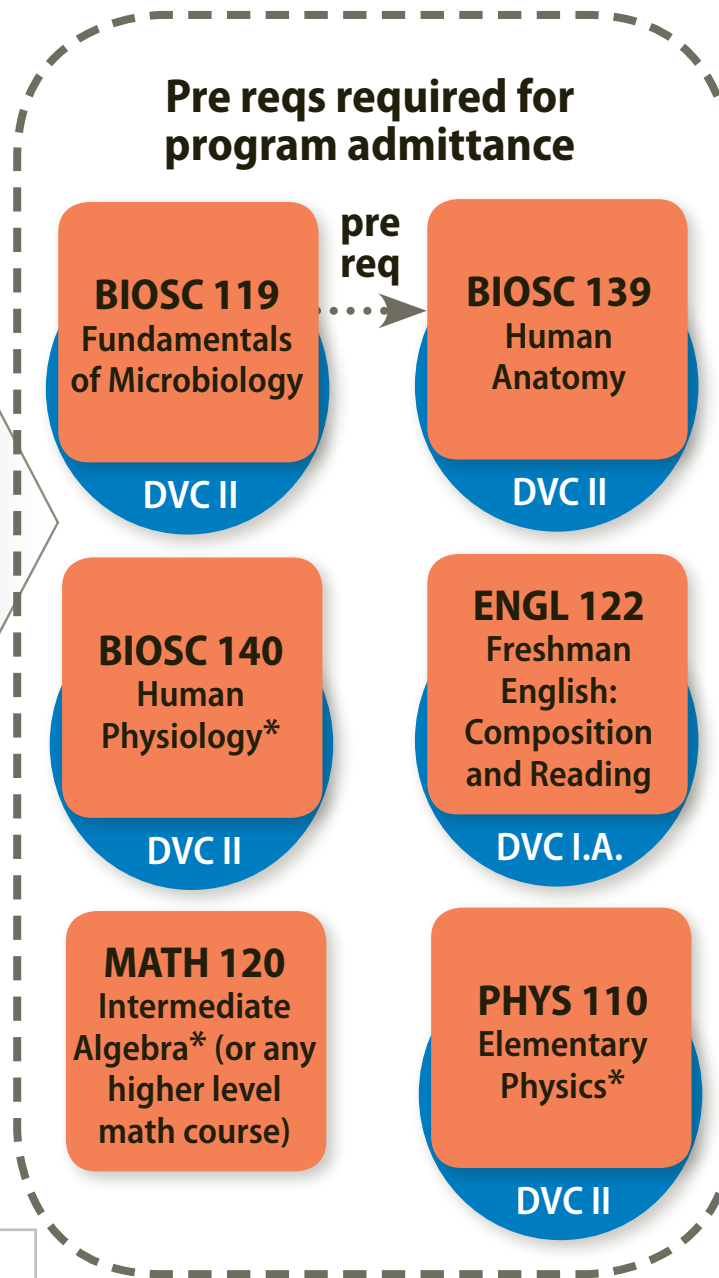 Pre reqs required for
program admittance
BIOSC 119
Fundamentals
of Microbiology
DVC II
pre
req
BIOSC 139
Human
Anatomy
DVC II
BIOSC 140
Human
Physiology*
DVC II
ENGL 122
Freshman
English:
Composition
and Reading
DVC I.A.
MATH 120
Intermediate
Algebra* (or any
higher level
math course)
PHYS 110
Elementary
Physics*
DVC II